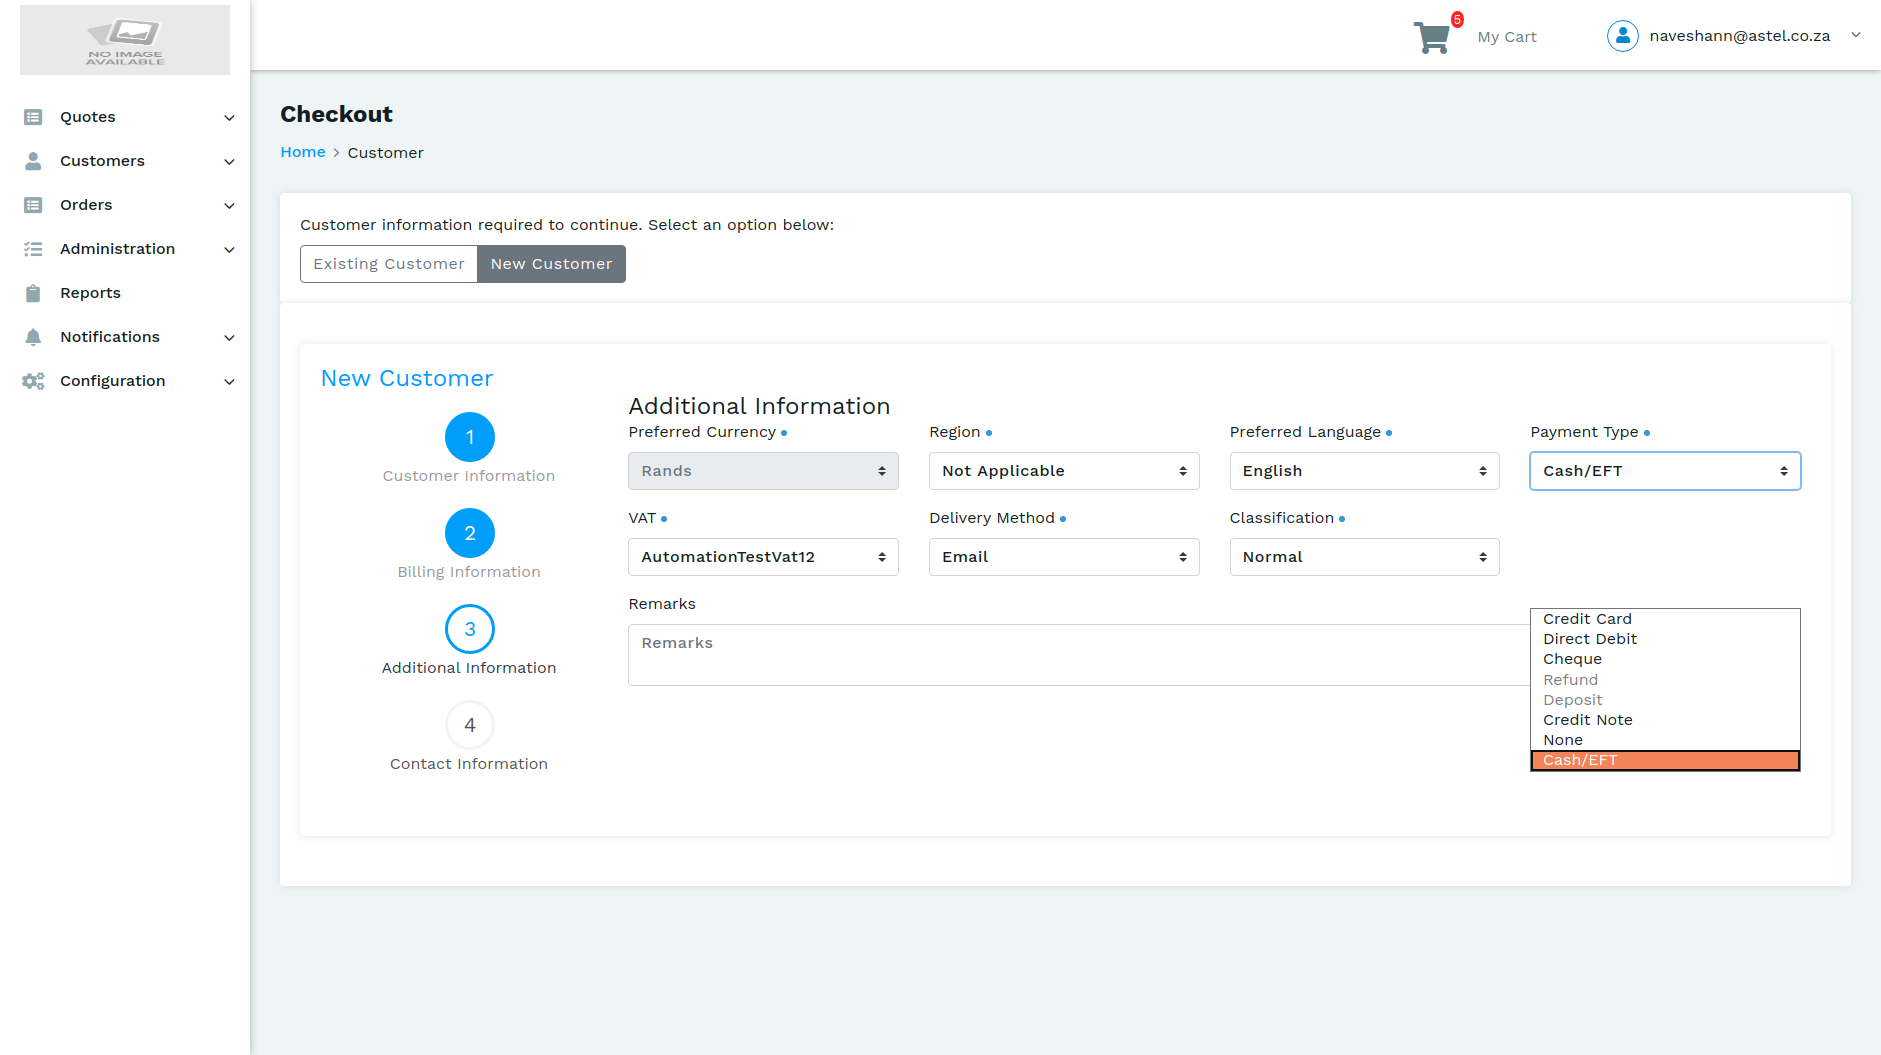 NO IMAGE
AVAILABLE
5
My Cart
naveshann@astel.co.za
Quotes
Customers
Orders
Administration
Reports
Notifications
Configuration
Checkout
Home > Customer
Customer information required to continue. Select an option below:
Existing Customer
New Customer
New Customer
1
Customer Information
2
Billing Information
3
Additional Information
4
Contact Information
Additional Information
Preferred Currency
Rands
Region
Not Applicable
Preferred Language
English
Payment Type
Cash/EFT
VAT
AutomationTestVat12
Delivery Method
Email
Classification
Normal
Remarks
Remarks
Credit Card
Direct Debit
Cheque
Refund
Deposit
Credit Note
None
Cash/EFT